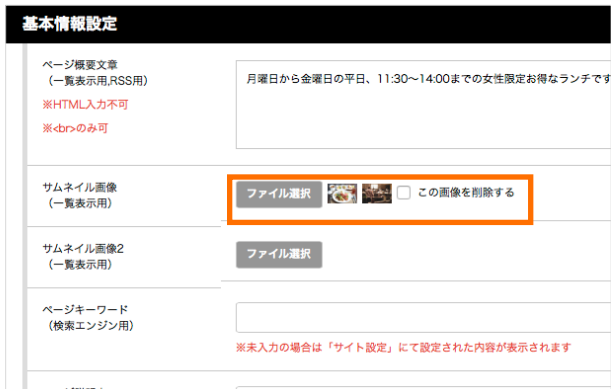 基本情報設定
ページ概要文章
（一覧表示用,RSS用）
※HTML入力不可
※<br>のみ可
月曜日から金曜日の平日、11:30〜14:00までの女性限定お得なランチです
サムネイル画像
（一覧表示用）
ファイル選択
この画像を削除する
サムネイル画像2
（一覧表示用）
ファイル選択
ページキーワード
（検索エンジン用）
※未入力の場合は「サイト設定」にて設定された内容が表示されます